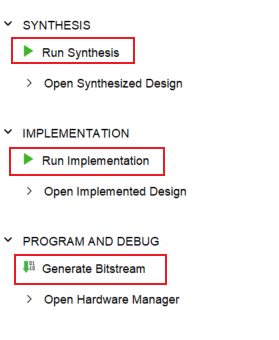 SYNTHESIS
Run Synthesis
Open Synthesized Design
IMPLEMENTATION
Run Implementation
Open Implemented Design
PROGRAM AND DEBUG
Generate Bitstream
Open Hardware Manager